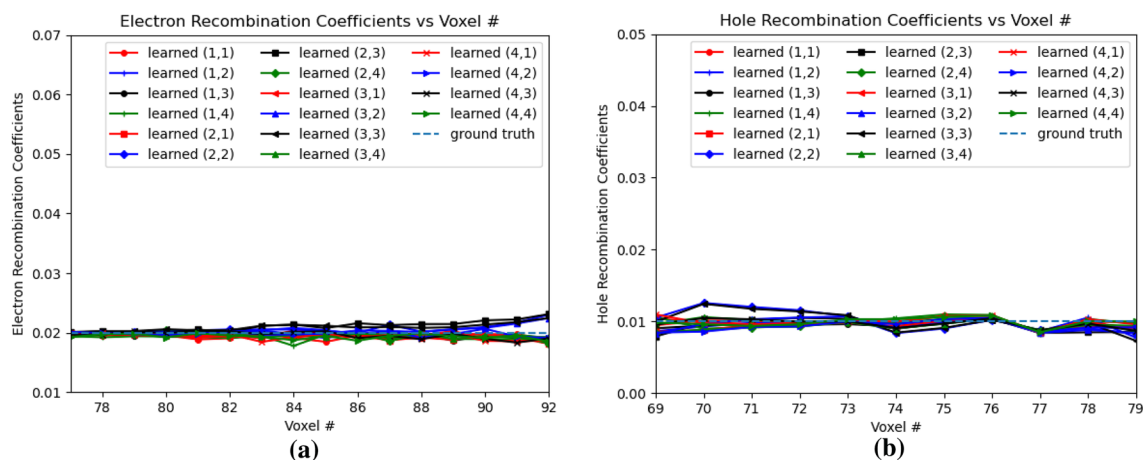 Electron Recombination Coefficients vs Voxel #
0.07
0.06
0.05
0.04
0.03
0.02
0.01
Electron Recombination Coefficients
learned (1,1)
learned (1,2)
learned (1,3)
learned (1,4)
learned (2,1)
learned (2,2)
learned (2,3)
learned (2,4)
learned (3,1)
learned (3,2)
learned (3,3)
learned (3,4)
learned (4,1)
learned (4,2)
learned (4,3)
learned (4,4)
ground truth
78 80 82 84 86 88 90 92
Voxel #
(a)
Hole Recombination Coefficients vs Voxel #
0.05
0.04
0.03
0.02
0.01
0.00
Hole Recombination Coefficients
learned (1,1)
learned (1,2)
learned (1,3)
learned (1,4)
learned (2,1)
learned (2,2)
learned (2,3)
learned (2,4)
learned (3,1)
learned (3,2)
learned (3,3)
learned (3,4)
learned (4,1)
learned (4,2)
learned (4,3)
learned (4,4)
ground truth
69 70 71 72 73 74 75 76 77 78 79
Voxel #
(b)